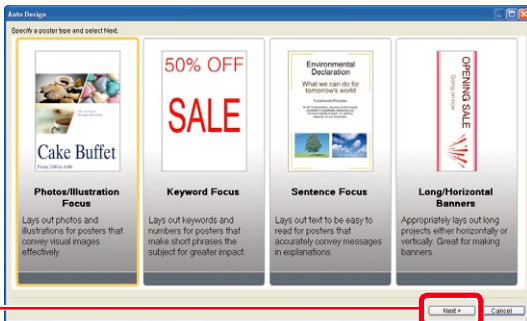 Auto Design
Specify a poster type and select Next.
Cake Buffet
From 2:00 to 6:00
Photos/Illustration
Focus
Lays out photos and
illustrations for posters that
convey visual images
effectively.
50% OFF
SALE
Keyword Focus
Lays out keywords and
numbers for posters that
make short phrases the
subject for greater impact.
Environmental
Declaration
What we can do for
tomorrow's world
Fundamental Principles
Sentence Focus
Lays out text to be easy to
read for posters that
accurately convey messages
in explanations.
OPENING SALE
Going on now
Long/Horizontal
Banners
Appropriately lays out long
projects either horizontally or
vertically. Great for making
banners.
Next >
Cancel